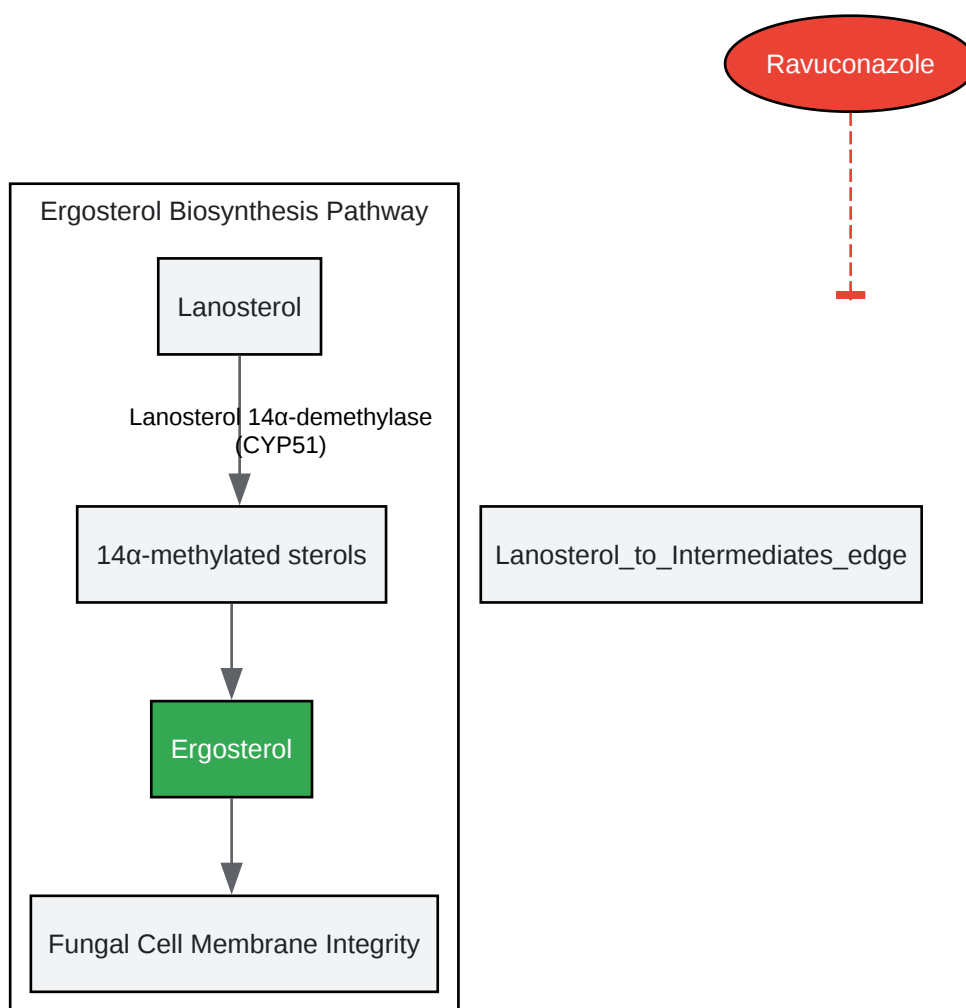 Ravuconazole
Ergosterol Biosynthesis Pathway
Lanosterol
Lanosterol 14α-demethylase
(CYP51)
14α-methylated sterols
Lanosterol_to_Intermediates_edge
Ergosterol
Fungal Cell Membrane Integrity